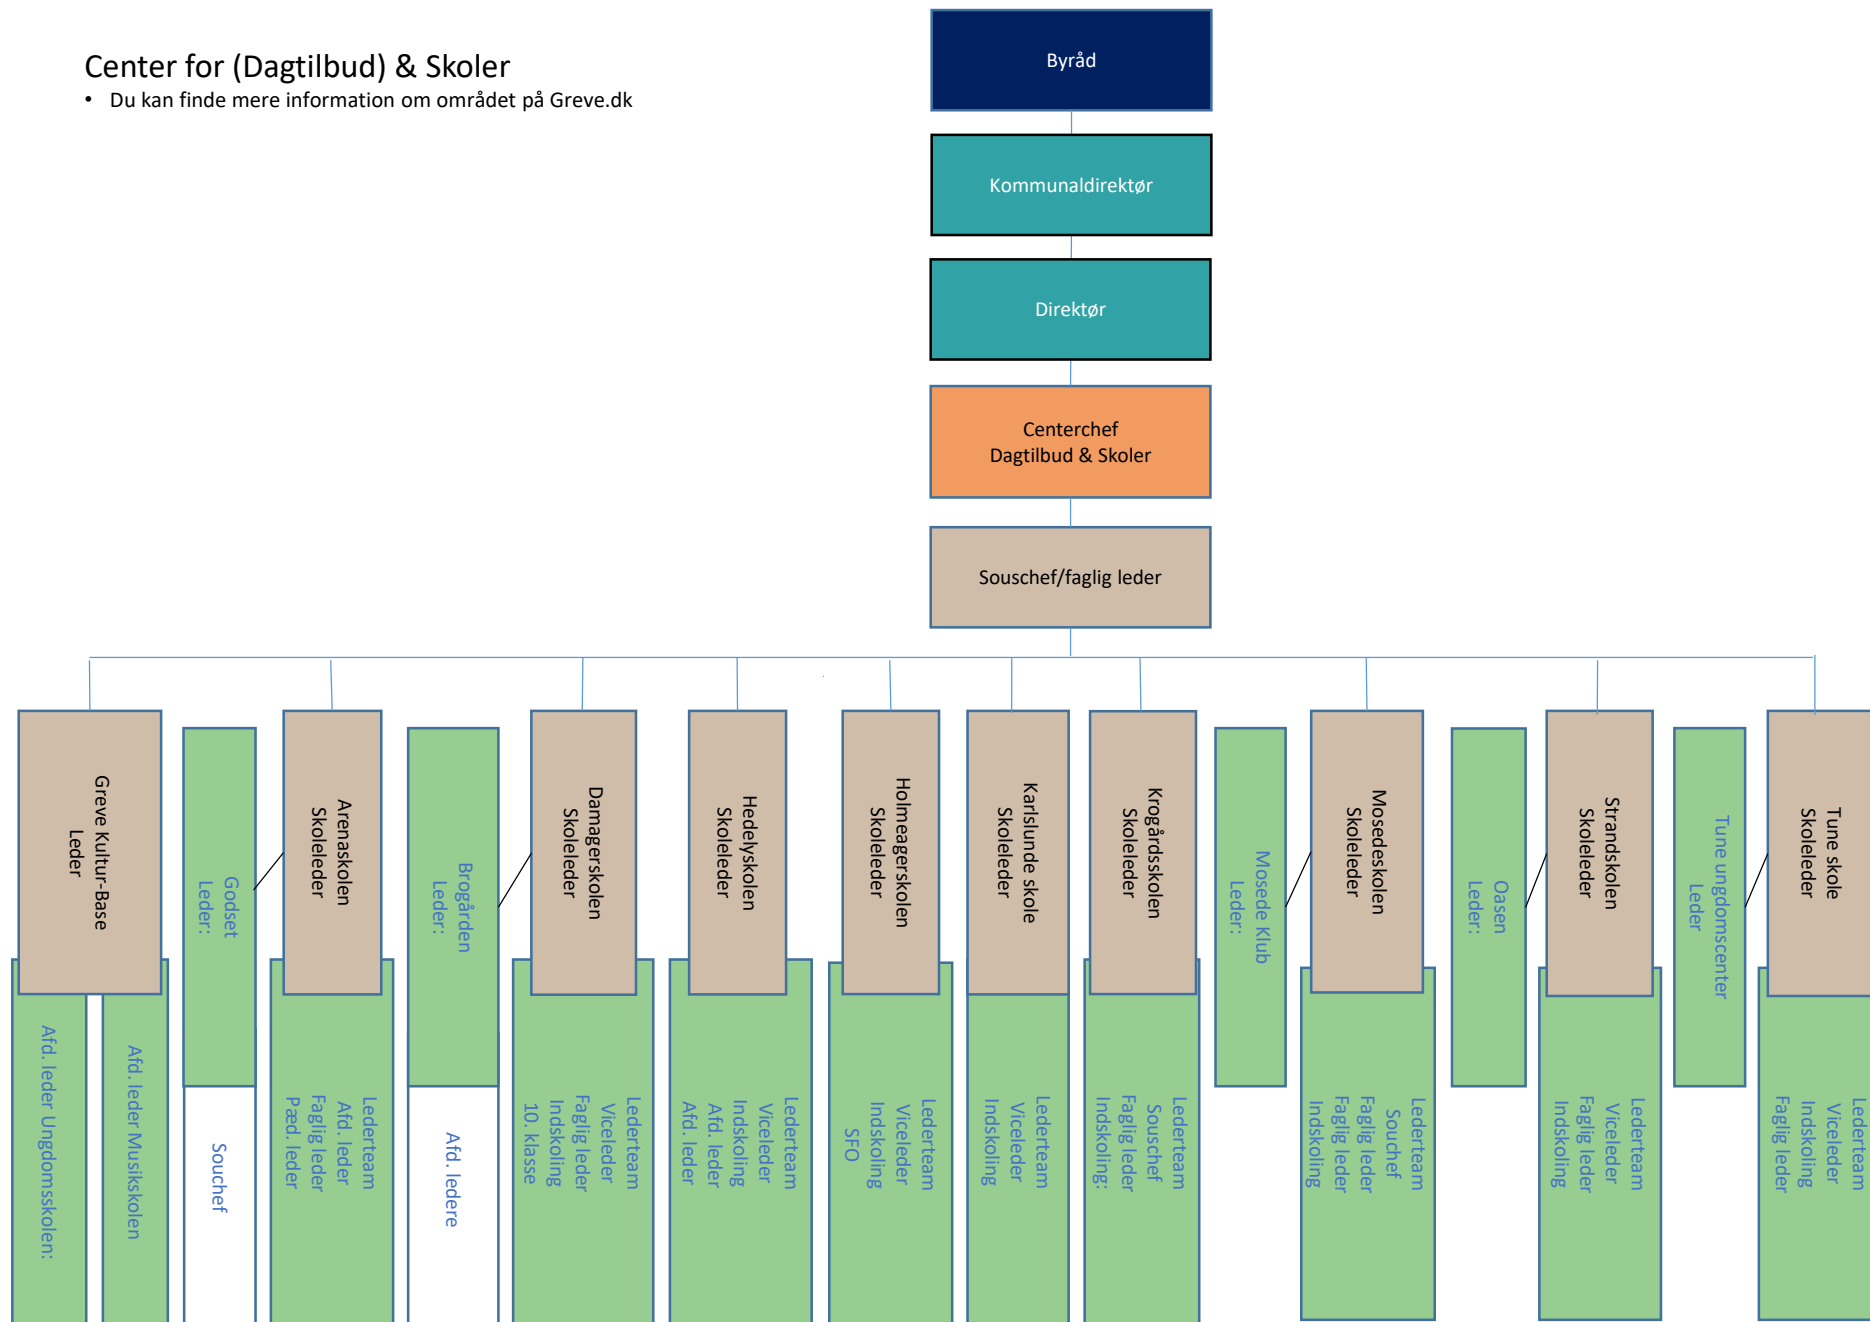 Center for (Dagtilbud) & Skoler
• Du kan finde mere information om området på Greve.dk
Byråd
Kommunaldirektør
Direktør
Centerchef
Dagtilbud & Skoler
Souschef/faglig leder
Greve Kultur-Base
Leder
Afd. leder Ungdomsskolen:
Afd. leder Musikskolen
Godset
Leder:
Souchef
Arenaskolen
Skoleleder
Lederteam
Afd. leder
Faglig leder
Pæd. leder
Brogården
Leder:
Afd. ledere
Damagerskolen
Skoleleder
Lederteam
Viceleder
Faglig leder
Indskoling
10. klasse
Hedelyskolen
Skoleleder
Lederteam
Viceleder
Indskoling
Afd. leder
Afd. leder
Holmeagerskolen
Skoleleder
Lederteam
Viceleder
Indskoling
SFO
Karlslunde skole
Skoleleder
Lederteam
Viceleder
Indskoling
Krogårdsskolen
Skoleleder
Lederteam
Souschef
Faglig leder
Indskoling:
Mosede Klub
Leder:
Mosedeskolen
Skoleleder
Lederteam
Souchef
Faglig leder
Faglig leder
Indskoling
Oasen
Leder:
Strandskolen
Skoleleder
Lederteam
Viceleder
Faglig leder
Indskoling
Tune ungdomscenter
Leder
Tune skole
Skoleleder
Lederteam
Viceleder
Indskoling
Faglig leder